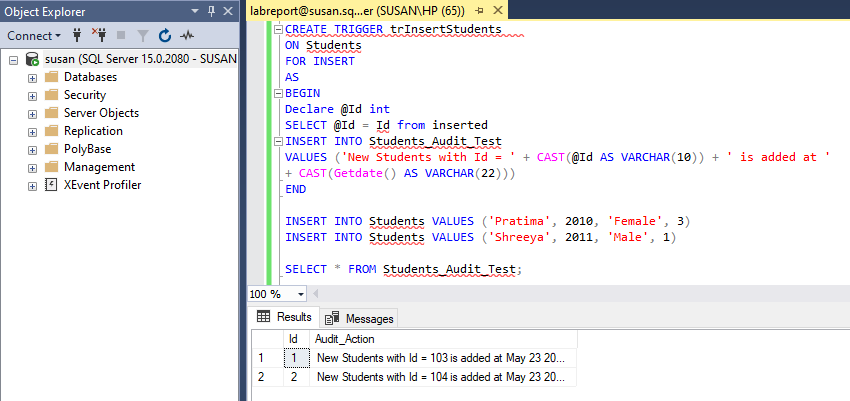 Object Explorer
Connect
susan (SQL Server 15.0.2080 - SUSAN
Databases
Security
Server Objects
Replication
PolyBase
Management
XEvent Profiler
labreport@susan.sq...er (SUSAN\HP (65))
CREATE TRIGGER trInsertStudents
ON Students
FOR INSERT
AS
BEGIN
Declare @Id int
SELECT @Id = Id from inserted
INSERT INTO Students_Audit_Test
VALUES ('New Students with Id = ' + CAST(@Id AS VARCHAR(10)) + ' is added at '
+ CAST(Getdate() AS VARCHAR(22)))
END
INSERT INTO Students VALUES ('Pratima', 2010, 'Female', 3)
INSERT INTO Students VALUES ('Shreeya', 2011, 'Male', 1)
SELECT * FROM Students_Audit_Test;
100 %
Results Messages
Id Audit_Action
1 1 New Students with Id = 103 is added at May 23 20...
2 2 New Students with Id = 104 is added at May 23 20...